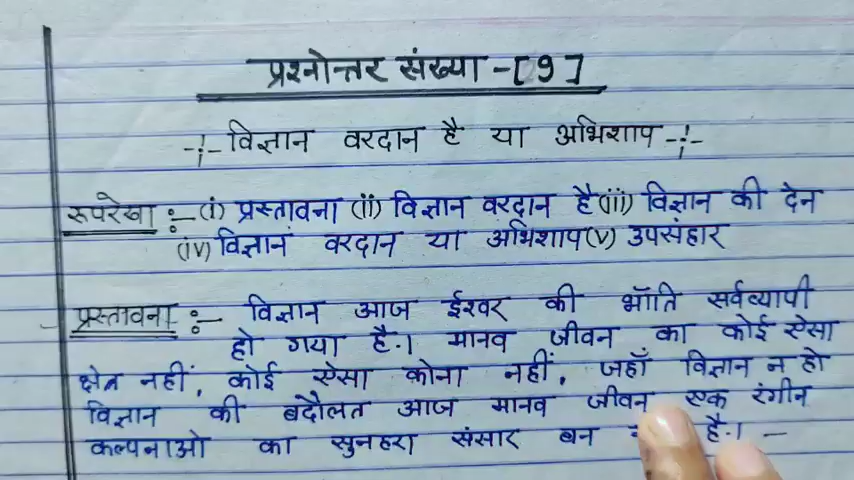 प्रश्नोत्तर संख्या -[9]
-:- विज्ञान वरदान है या अभिशाप -:-
रूपरेखा :- (i) प्रस्तावना (ii) विज्ञान वरदान है (iii) विज्ञान की देन
(iv) विज्ञान वरदान या अभिशाप (v) उपसंहार
प्रस्तावना :- विज्ञान आज ईश्वर की भाँति सर्वव्यापी
हो गया है। मानव जीवन का कोई ऐसा
क्षेत्र नहीं, कोई ऐसा कोना नहीं, जहाँ विज्ञान न हो
विज्ञान की बदौलत आज मानव जीवन एक रंगीन
कल्पनाओ का सुनहरा संसार बन है। -